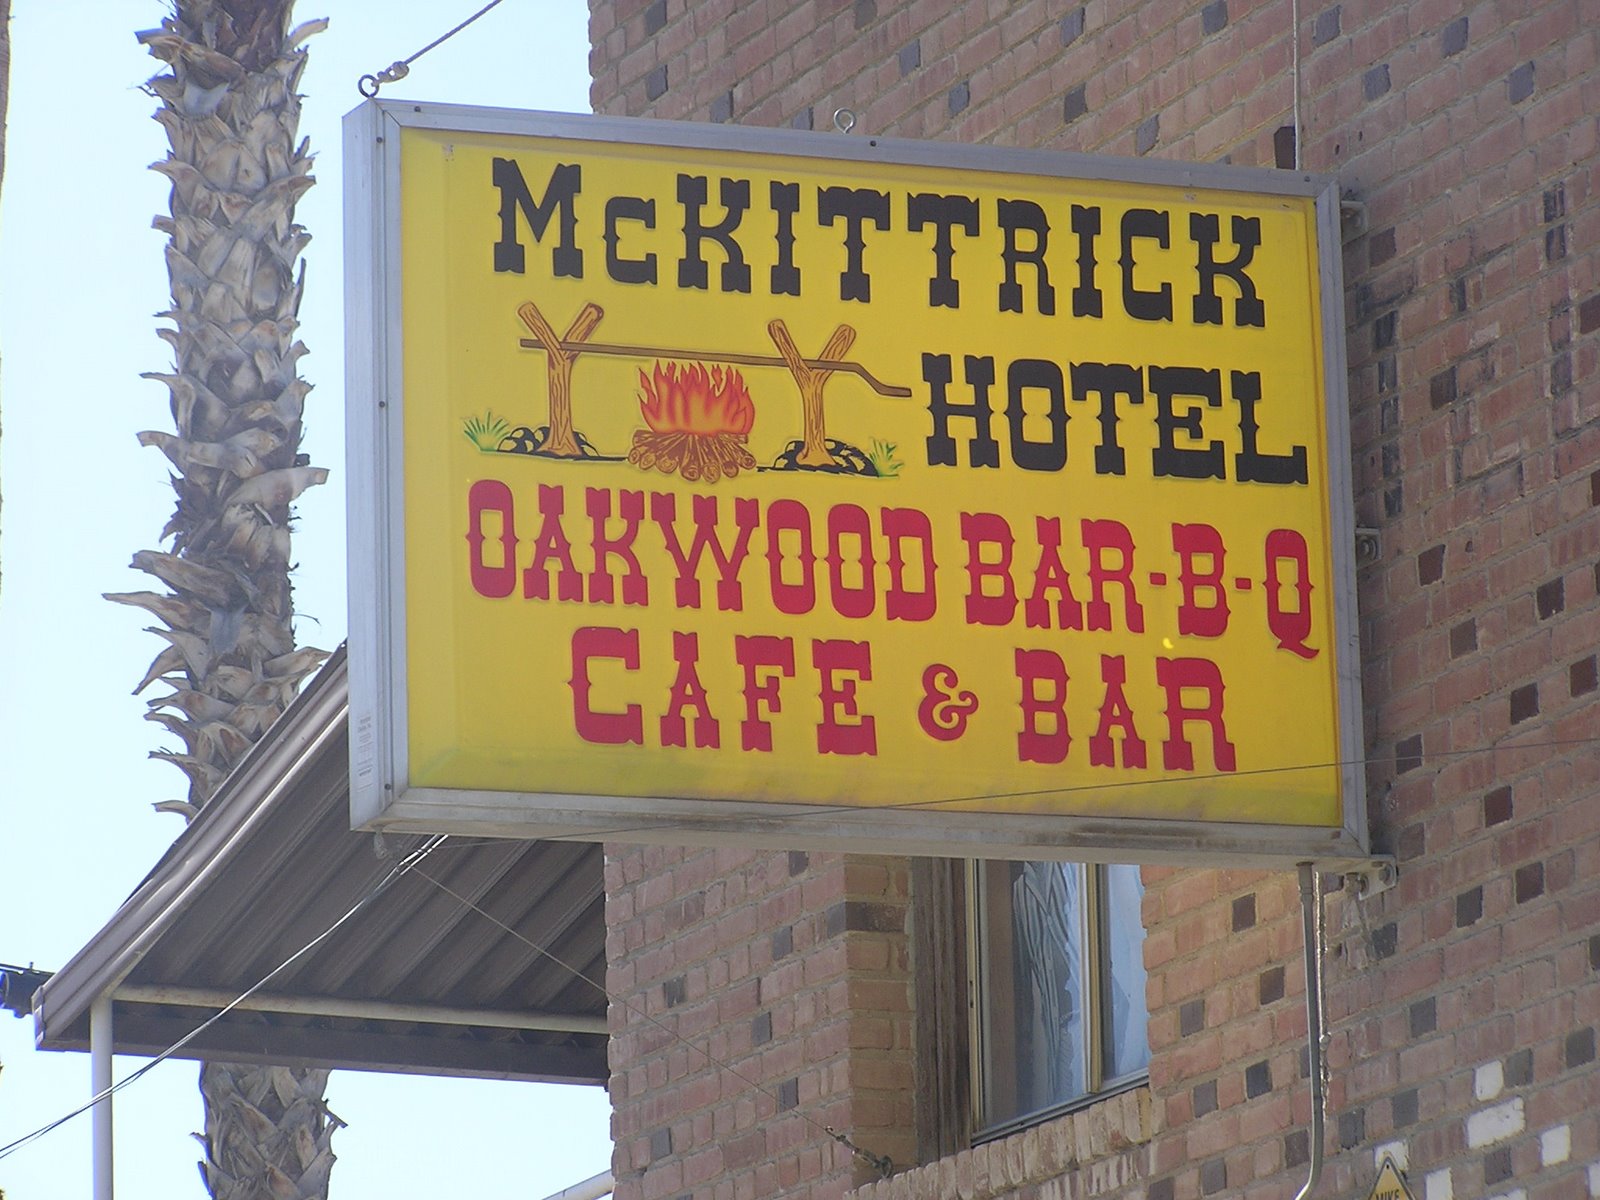 McKITTRICK
HOTEL
OAKWOOD BAR-B-Q
CAFE & BAR